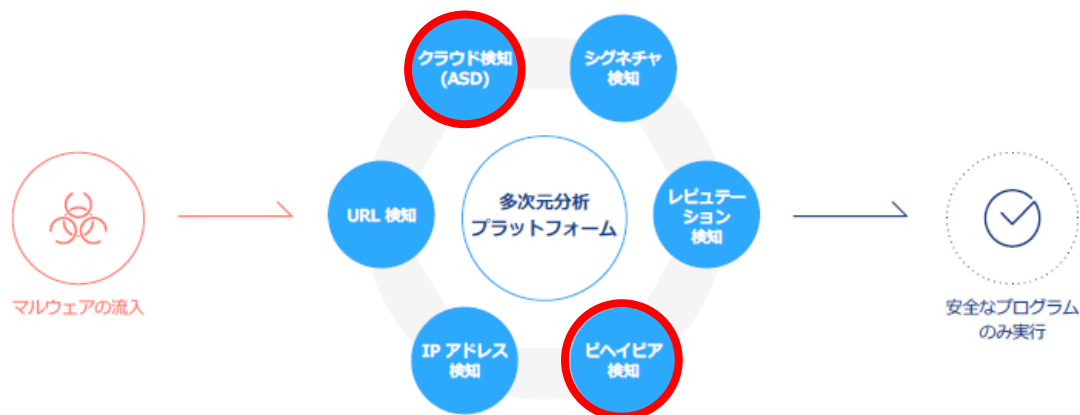 クラウド検知
(ASD)
シグネチャ
検知
URL 検知
多次元分析
プラットフォーム
レピュテー
ション
検知
マルウェアの流入
安全なプログラム
のみ実行
IP アドレス
検知
ビヘイビア
検知